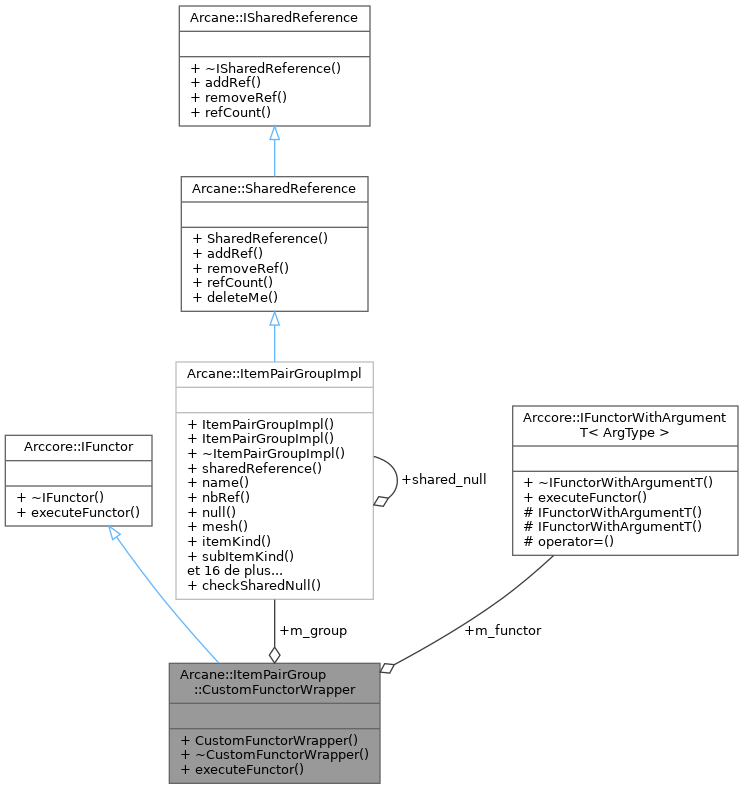 Arcane::ISharedReference
+ ~ISharedReference()
+ addRef()
+ removeRef()
+ refCount()
Arcane::SharedReference
+ SharedReference()
+ addRef()
+ removeRef()
+ refCount()
+ deleteMe()
Arcane::ItemPairGroupImpl
+ ItemPairGroupImpl()
+ ItemPairGroupImpl()
+ ~ItemPairGroupImpl()
+ sharedReference()
+ name()
+ nbRef()
+ null()
+ mesh()
+ itemKind()
+ subItemKind()
et 16 de plus...
+ checkSharedNull()
+shared_null
Arccore::IFunctor
+ ~IFunctor()
+ executeFunctor()
Arccore::IFunctorWithArgument
T< ArgType >
+ ~IFunctorWithArgumentT()
+ executeFunctor()
# IFunctorWithArgumentT()
# IFunctorWithArgumentT()
# operator=()
+m_group
+m_functor
Arcane::ItemPairGroup
::CustomFunctorWrapper
+ CustomFunctorWrapper()
+ ~CustomFunctorWrapper()
+ executeFunctor()